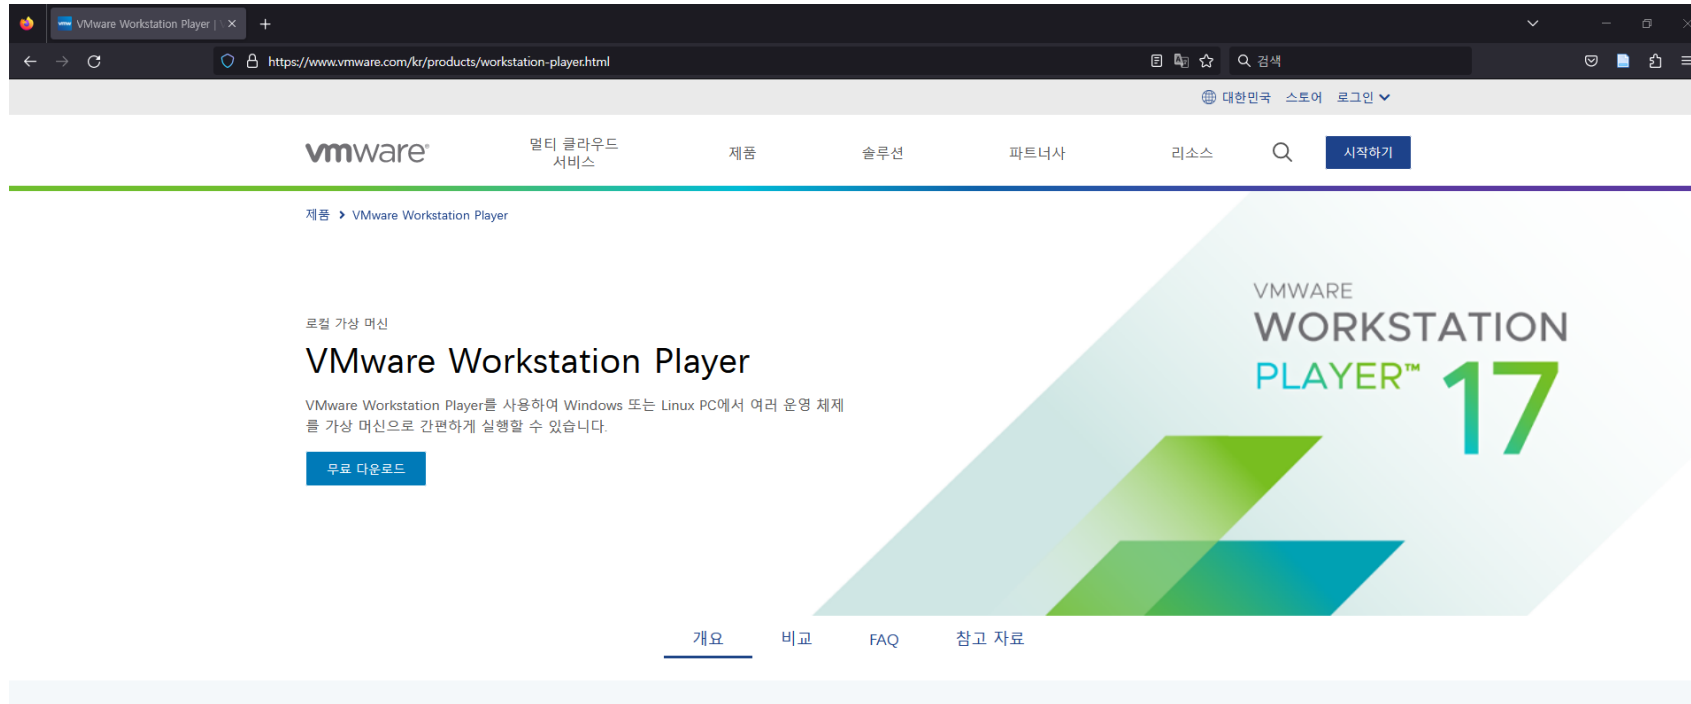 VMware Workstation Player |
https://www.vmware.com/kr/products/workstation-player.html
검색
대한민국 스토어 로그인
vmware®
멀티 클라우드
서비스
제품
솔루션
파트너사
리소스
시작하기
제품 > VMware Workstation Player
로컬 가상 머신
VMware Workstation Player
VMware Workstation Player를 사용하여 Windows 또는 Linux PC에서 여러 운영 체제
를 가상 머신으로 간편하게 실행할 수 있습니다.
무료 다운로드
VMWARE
WORKSTATION
PLAYER™ 17
개요 비교 FAQ 참고 자료